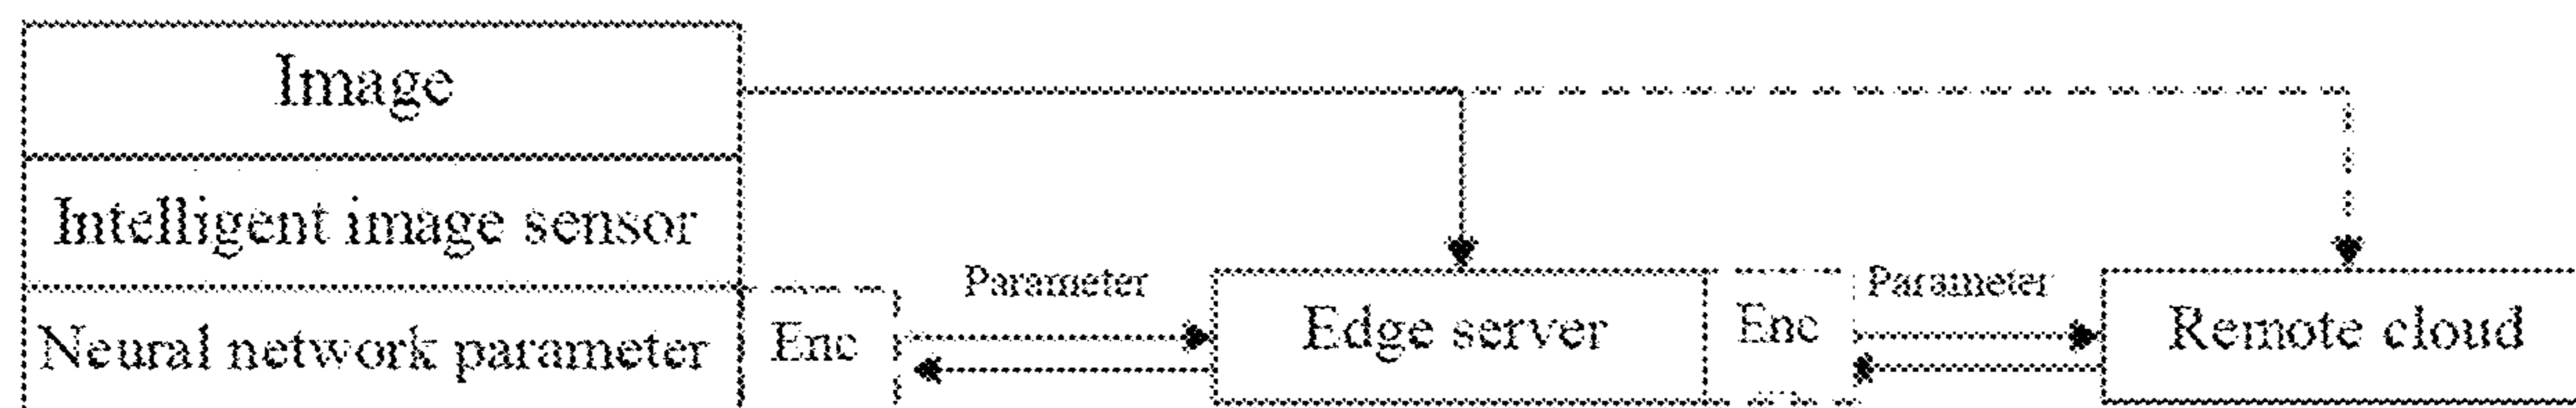 Image
Intelligent image sensor
Neural network parameter
Enc
Parameter
Edge server
Enc
Parameter
Remote cloud